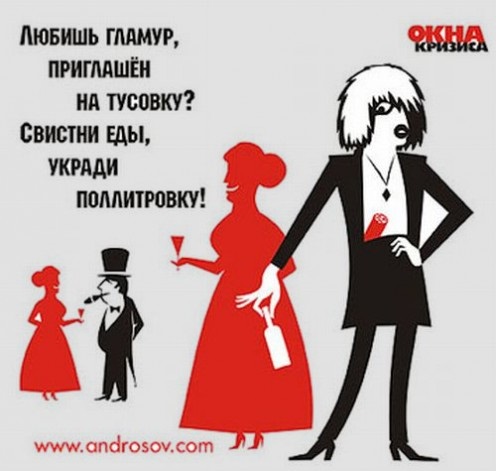 Любишь гламур,
приглашён
на тусовку?
Свистни еды,
укради
поллитровку!
ОКНА
КРИЗИСА
www.androsov.com